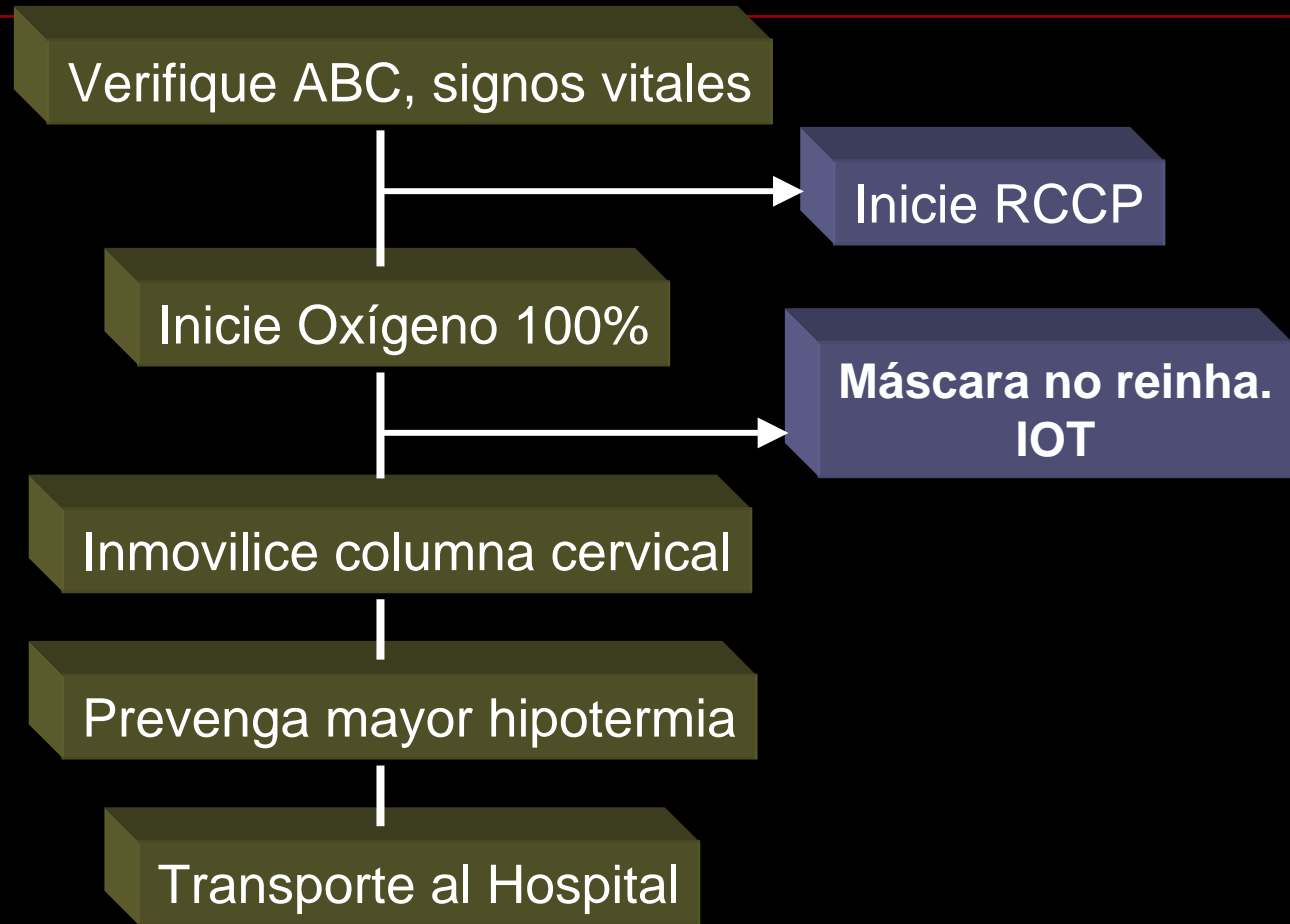 Verifique ABC, signos vitales
Inicie RCCP
Inicie Oxígeno 100%
Máscara no reinha.
IOT
Inmovilice columna cervical
Prevenga mayor hipotermia
Transporte al Hospital